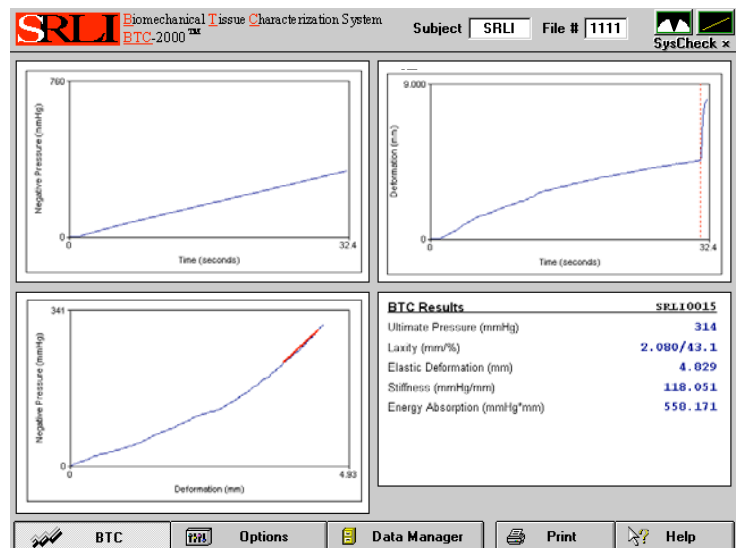 SRLI Biomechanical Tissue Characterization System
BTC-2000™
Subject SRLI File # 1111
SysCheck ×
760
Negative Pressure (mmHg)
0
0
32.4
Time (seconds)
9.000
Deformation (mm)
0
0
32.4
Time (seconds)
341
Negative Pressure (mmHg)
0
0
4.93
Deformation (mm)
BTC Results SRLI0015
Ultimate Pressure (mmHg) 314
Laxity (mm/%) 2.080/43.1
Elastic Deformation (mm) 4.829
Stiffness (mmHg/mm) 118.051
Energy Absorption (mmHg*mm) 558.171
BTC Options Data Manager Print Help